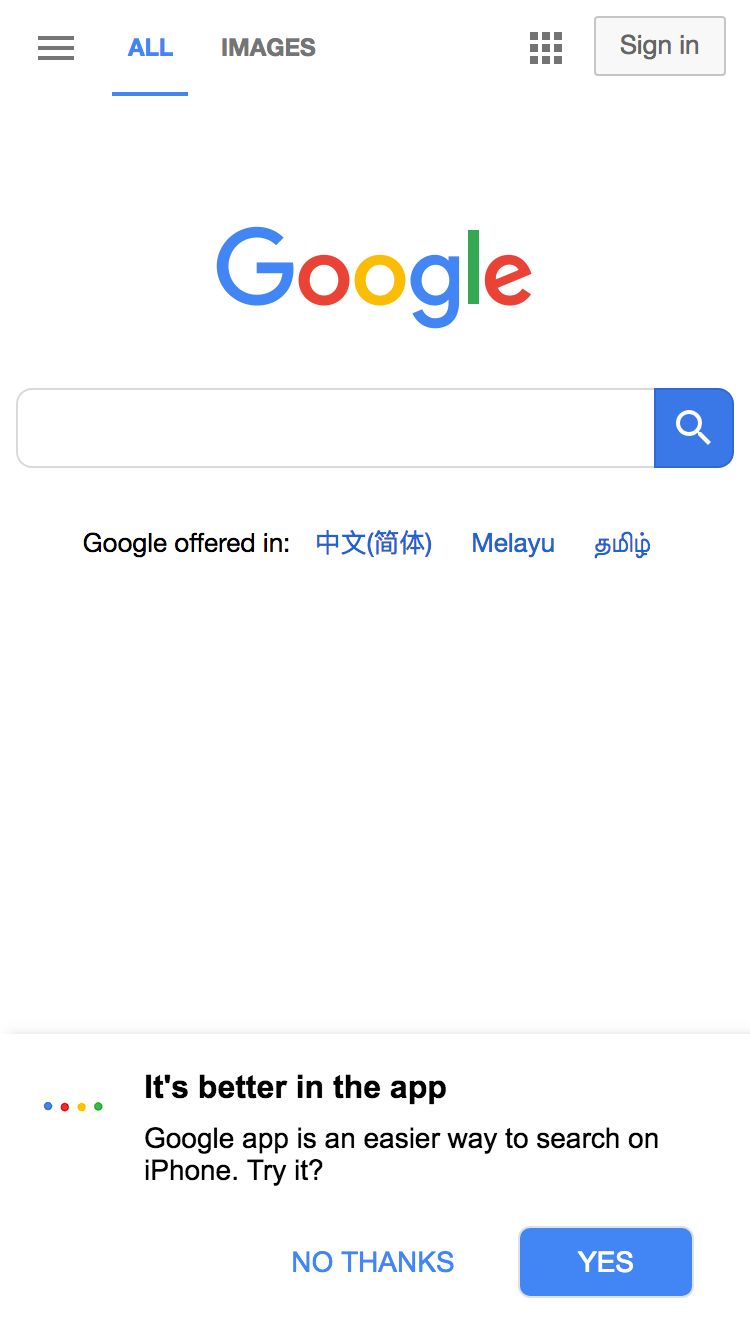 ALL IMAGES Sign in
Google
Google offered in: 中文(简体) Melayu தமிழ்
It's better in the app
Google app is an easier way to search on
iPhone. Try it?
NO THANKS YES